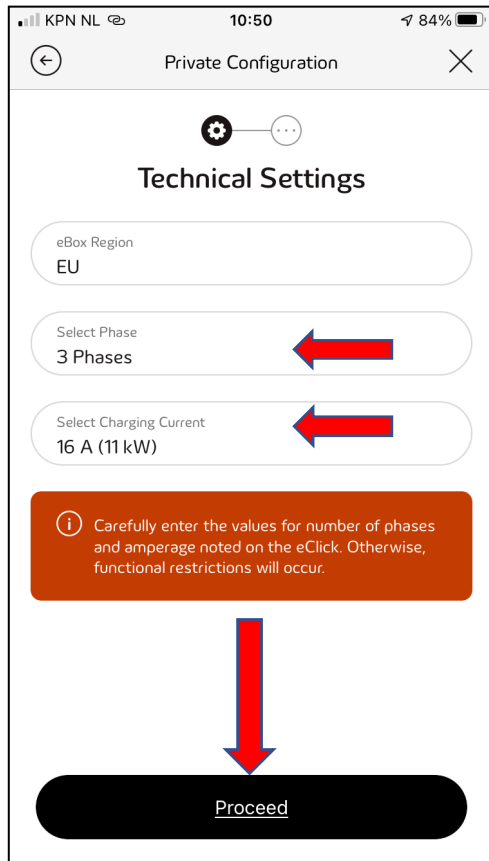 KPN NL 10:50 84%
Private Configuration
Technical Settings
eBox Region
EU
Select Phase
3 Phases
Select Charging Current
16 A (11 kW)
Carefully enter the values for number of phases
and amperage noted on the eClick. Otherwise,
functional restrictions will occur.
Proceed